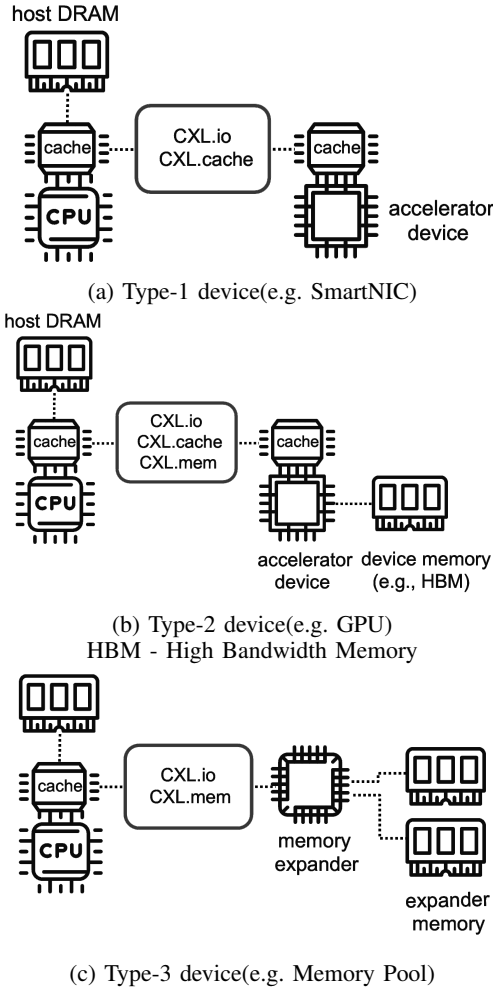 host DRAM
cache
CPU
CXL.io
CXL.cache
cache
accelerator
device
(a) Type-1 device(e.g. SmartNIC)
host DRAM
cache
CPU
CXL.io
CXL.cache
CXL.mem
cache
accelerator
device
device memory
(e.g., HBM)
(b) Type-2 device(e.g. GPU)
HBM - High Bandwidth Memory
cache
CPU
CXL.io
CXL.mem
memory
expander
expander
memory
(c) Type-3 device(e.g. Memory Pool)